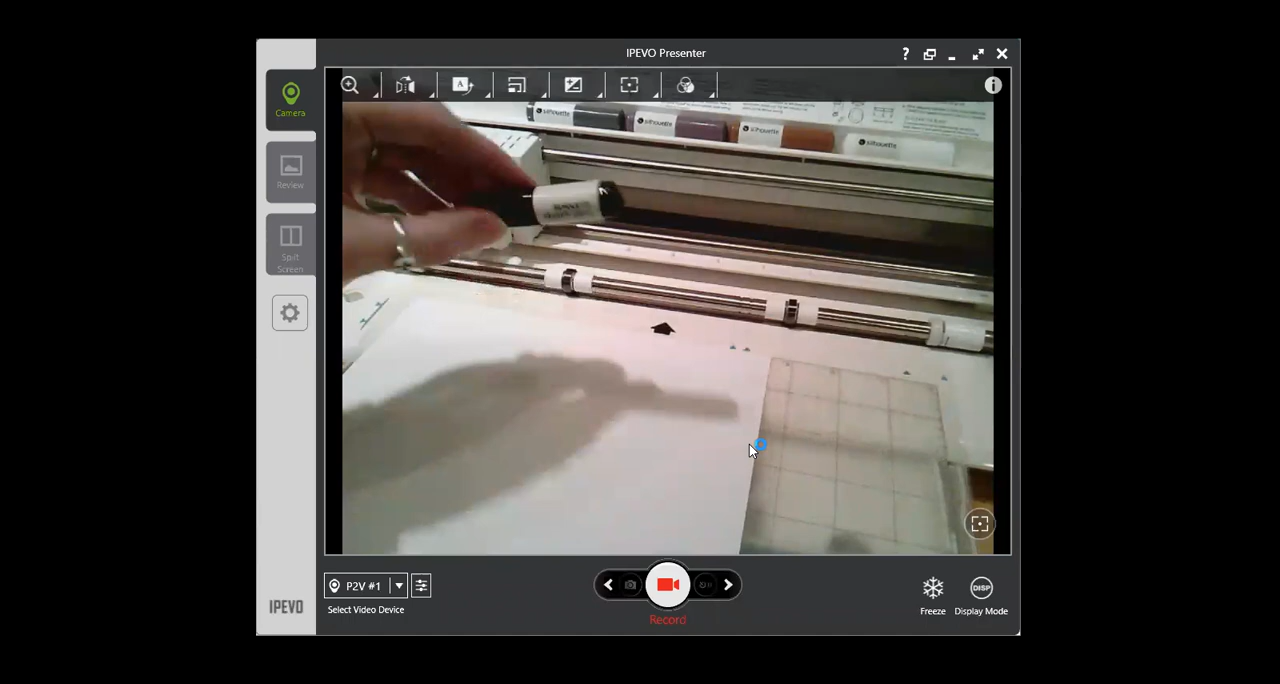 IPEVO Presenter
?
A
i
Camera
silhouette
silhouette
silhouette
silhouette
Review
Split
Screen
P2V #1
DISP
IPEVO
Select Video Device
Record
Freeze
Display Mode